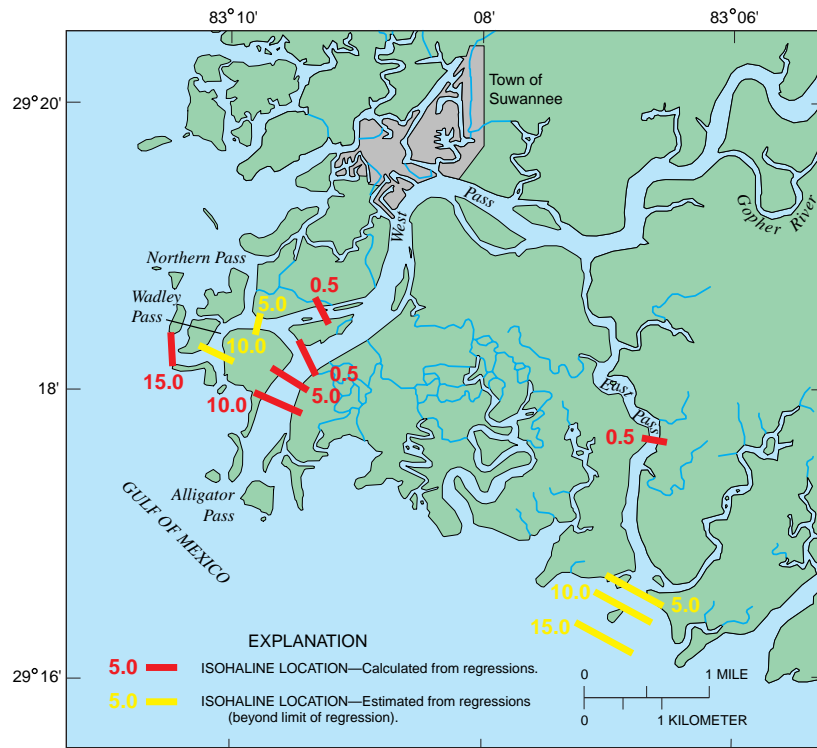 83°10'
08'
83°06'
29°20'
Town of
Suwannee
Pass
West
Gopher River
Northern Pass
Wadley
Pass
0.5
5.0
10.0
15.0
0.5
5.0
10.0
18'
East Pass
0.5
Alligator
Pass
GULF OF MEXICO
10.0
5.0
15.0
EXPLANATION
5.0 ISOHALINE LOCATION—Calculated from regressions.
5.0 ISOHALINE LOCATION—Estimated from regressions
(beyond limit of regression).
29°16'
0 1 MILE
0 1 KILOMETER